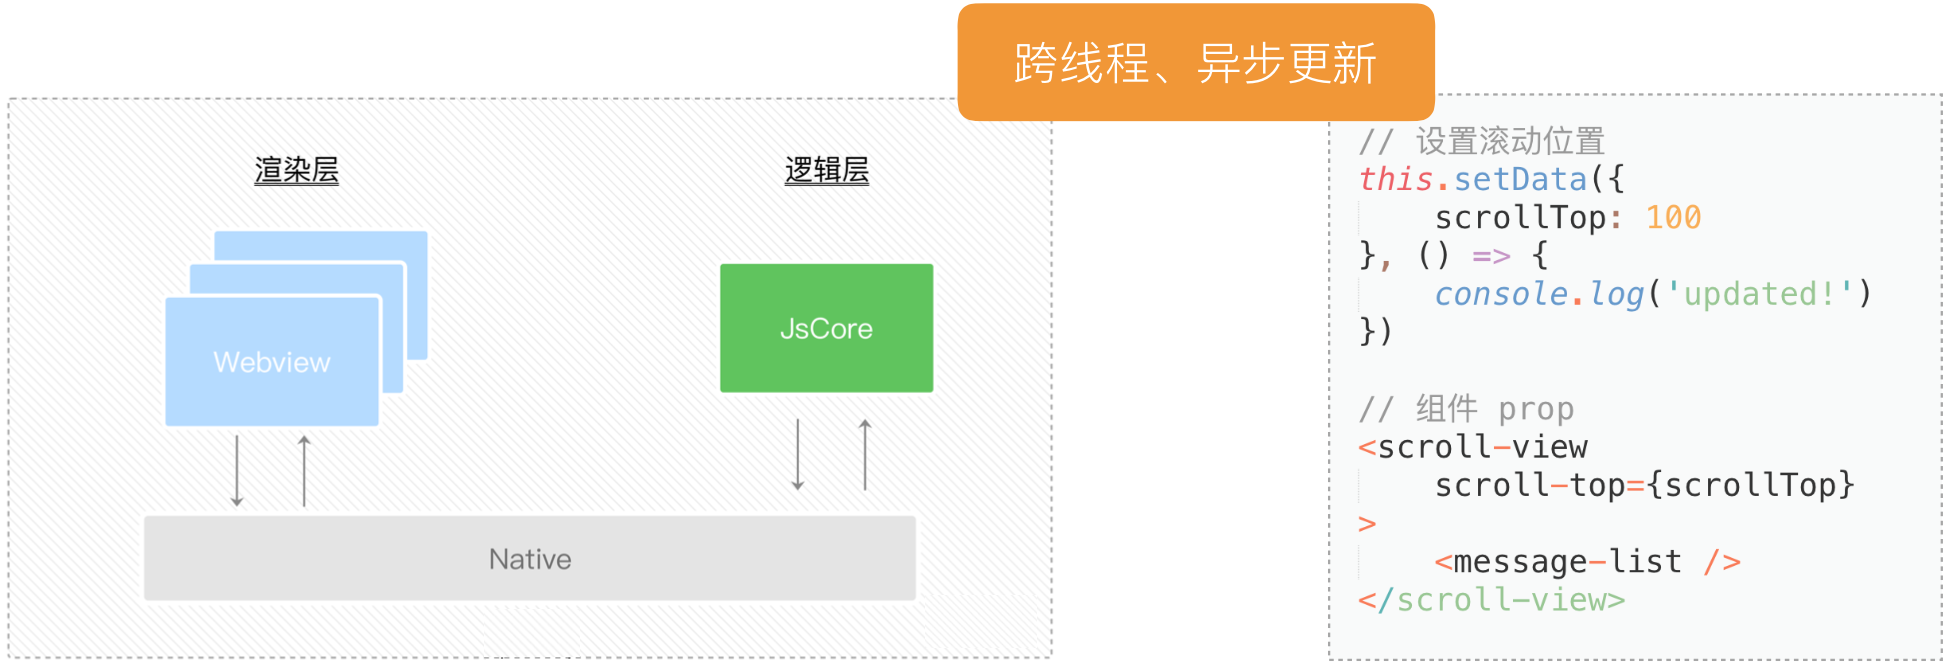 跨线程、异步更新
渲染层
逻辑层
Webview
JsCore
Native
// 设置滚动位置
this.setData({
    scrollTop: 100
}, () => {
    console.log('updated!')
})

// 组件 prop
<scroll-view
    scroll-top={scrollTop}
>
    <message-list />
</scroll-view>